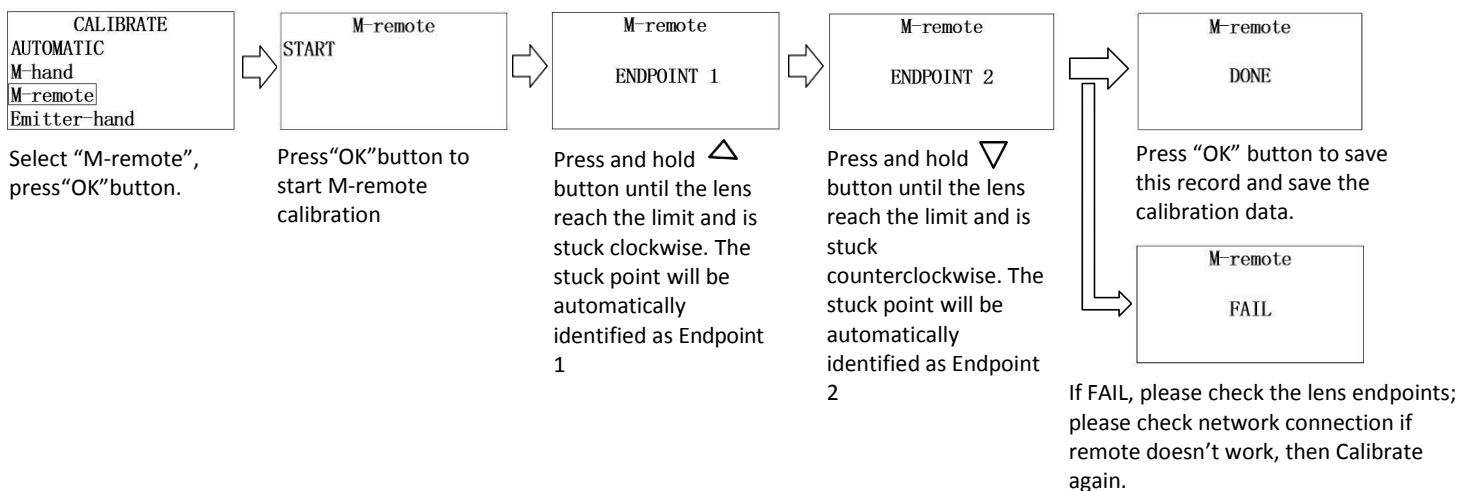 CALIBRATE
AUTOMATIC
M-hand
M-remote
Emitter-hand
Select “M-remote”,
press“OK”button.
M-remote
START
Press“OK”button to
start M-remote
calibration
M-remote
ENDPOINT 1
Press and hold
button until the lens
reach the limit and is
stuck clockwise. The
stuck point will be
automatically
identified as Endpoint
1
M-remote
ENDPOINT 2
Press and hold
button until the lens
reach the limit and is
stuck
counterclockwise. The
stuck point will be
automatically
identified as Endpoint
2
M-remote
DONE
Press “OK” button to save
this record and save the
calibration data.
M-remote
FAIL
If FAIL, please check the lens endpoints;
please check network connection if
remote doesn’t work, then Calibrate
again.